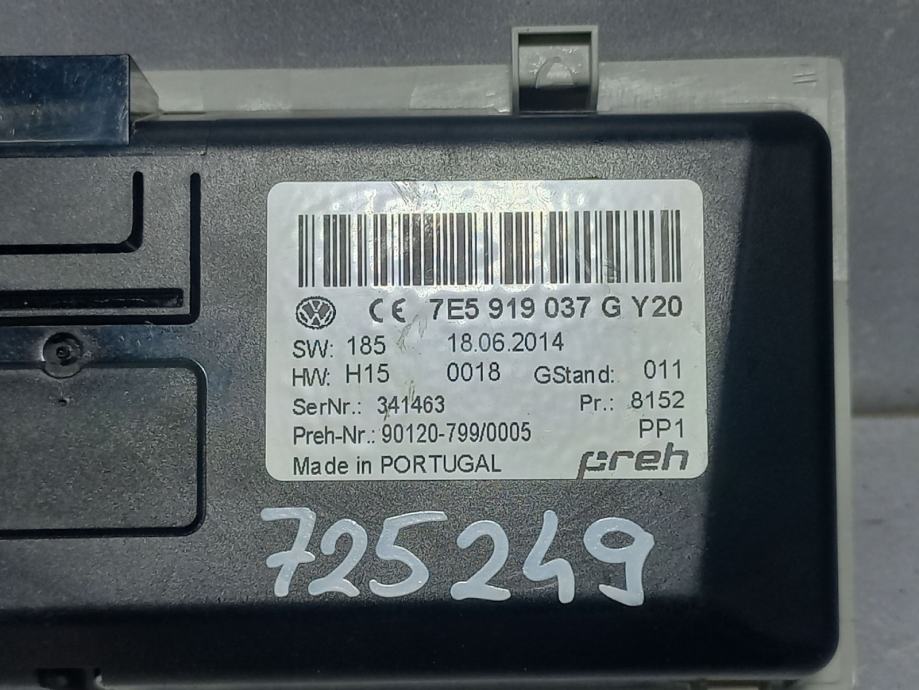 CE 7E5 919 037 G Y20
SW: 185 18.06.2014
HW: H15 0018 GStand: 011
SerNr.: 341463 Pr.: 8152
Preh-Nr.: 90120-799/0005 PP1
Made in PORTUGAL preh
725249